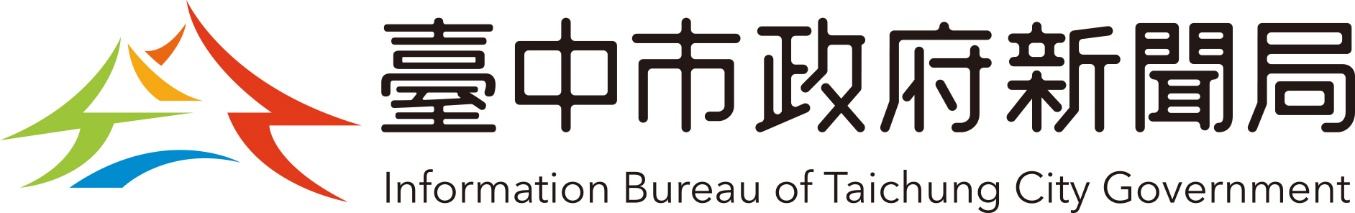 臺中市政府新聞局
Information Bureau of Taichung City Government